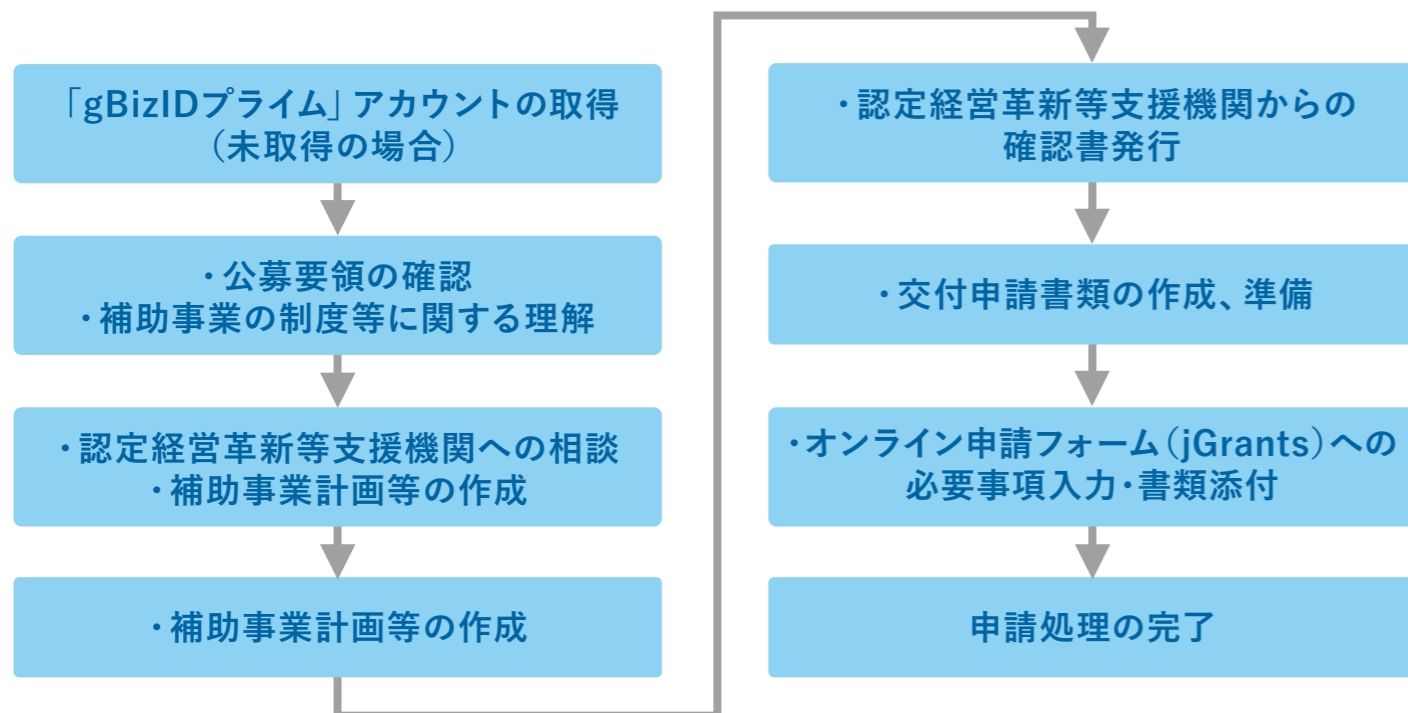 「gBizIDプライム」アカウントの取得
（未取得の場合）
・公募要領の確認
・補助事業の制度等に関する理解
・認定経営革新等支援機関への相談
・補助事業計画等の作成
・補助事業計画等の作成
・認定経営革新等支援機関からの
確認書発行
・交付申請書類の作成、準備
・オンライン申請フォーム（jGrants）への
必要事項入力・書類添付
申請処理の完了